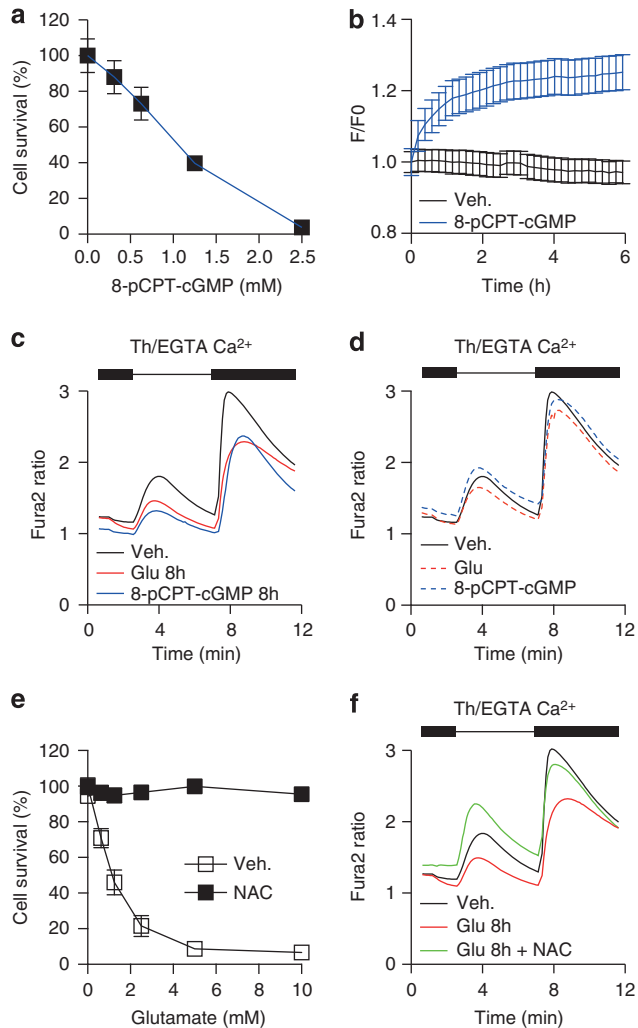 a
Cell survival (%)
120
100
80
60
40
20
0
0.0 0.5 1.0 1.5 2.0 2.5
8-pCPT-cGMP (mM)
b
F/F0
1.4
1.2
1.0
0.8
Veh.
8-pCPT-cGMP
0 2 4 6
Time (h)
c
Th/EGTA Ca²⁺
Fura2 ratio
3
2
1
0
Veh.
Glu 8h
8-pCPT-cGMP 8h
0 4 8 12
Time (min)
d
Th/EGTA Ca²⁺
Fura2 ratio
3
2
1
0
Veh.
Glu
8-pCPT-cGMP
0 4 8 12
Time (min)
e
Cell survival (%)
120
100
80
60
40
20
0
Veh.
NAC
0 2 4 6 8 10
Glutamate (mM)
f
Th/EGTA Ca²⁺
Fura2 ratio
3
2
1
0
Veh.
Glu 8h
Glu 8h + NAC
0 4 8 12
Time (min)